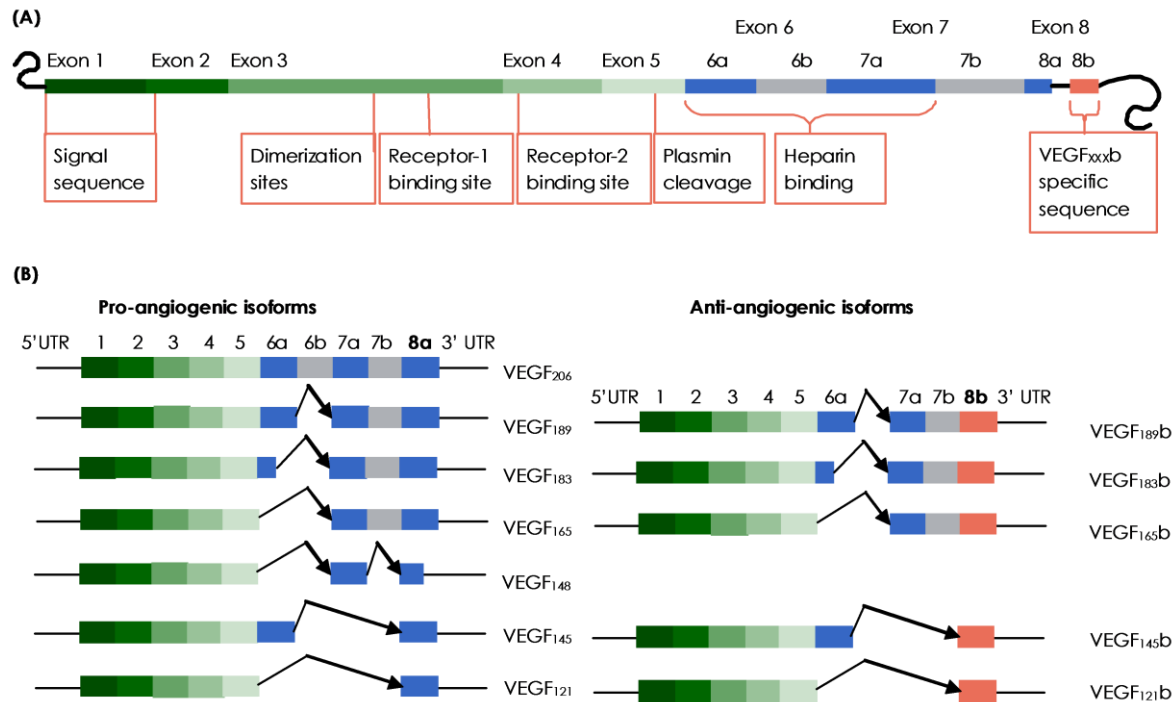 (A)
Exon 6 Exon 7 Exon 8
Exon 1 Exon 2 Exon 3 Exon 4 Exon 5 6a 6b 7a 7b 8a 8b
Signal
sequence
Dimerization
sites
Receptor-1
binding site
Receptor-2
binding site
Plasmin
cleavage
Heparin
binding
VEGFxxxb
specific
sequence
(B)
Pro-angiogenic isoforms
5' UTR 1 2 3 4 5 6a 6b 7a 7b 8a 3' UTR
VEGF206
VEGF189
VEGF183
VEGF165
VEGF148
VEGF145
VEGF121
Anti-angiogenic isoforms
5' UTR 1 2 3 4 5 6a 7a 7b 8b 3' UTR
VEGF189b
VEGF183b
VEGF165b
VEGF145b
VEGF121b